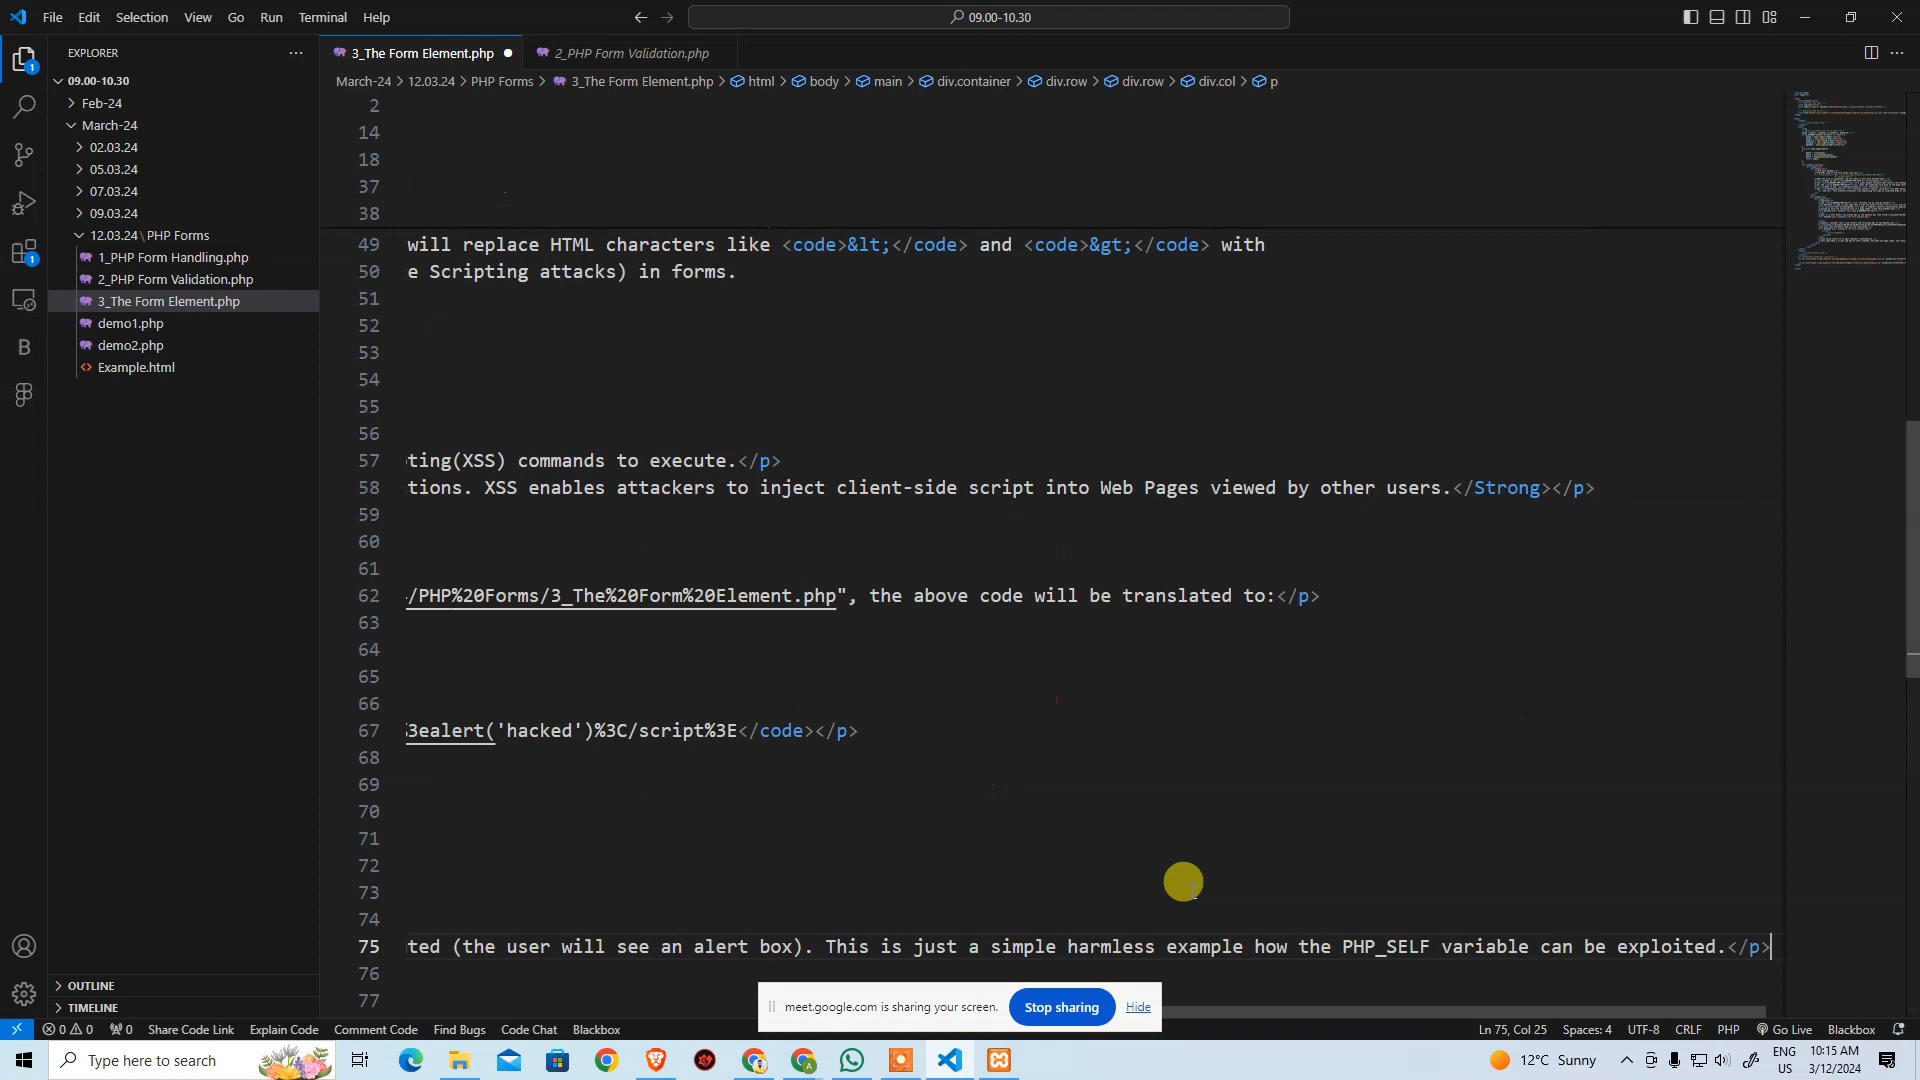 File Edit Selection View Go Run Terminal Help
09.00-10.30
EXPLORER
3_The Form Element.php
2_PHP Form Validation.php
09.00-10.30
March-24 > 12.03.24 > PHP Forms > 3_The Form Element.php > html > body > main > div.container > div.row > div.row > div.col > p
Feb-24
March-24
02.03.24
05.03.24
07.03.24
09.03.24
12.03.24\PHP Forms
1_PHP Form Handling.php
2_PHP Form Validation.php
3_The Form Element.php
demo1.php
demo2.php
Example.html
OUTLINE
TIMELINE
2
14
18
37
38
49 will replace HTML characters like <code>&lt;</code> and <code>&gt;</code> with
50 e Scripting attacks) in forms.
51
52
53
54
55
56
57 ting(XSS) commands to execute.</p>
58 tions. XSS enables attackers to inject client-side script into Web Pages viewed by other users.</Strong></p>
59
60
61
62 /PHP%20Forms/3_The%20Form%20Element.php", the above code will be translated to:</p>
63
64
65
66
67 3ealert('hacked')%3C/script%3E</code></p>
68
69
70
71
72
73
74
75 ted (the user will see an alert box). This is just a simple harmless example how the PHP_SELF variable can be exploited.</p>
76
77
meet.google.com is sharing your screen. Stop sharing Hide
0 0 0 Share Code Link Explain Code Comment Code Find Bugs Code Chat Blackbox Ln 75, Col 25 Spaces: 4 UTF-8 CRLF PHP Go Live Blackbox
Type here to search
12°C Sunny
ENG
US
10:15 AM
3/12/2024